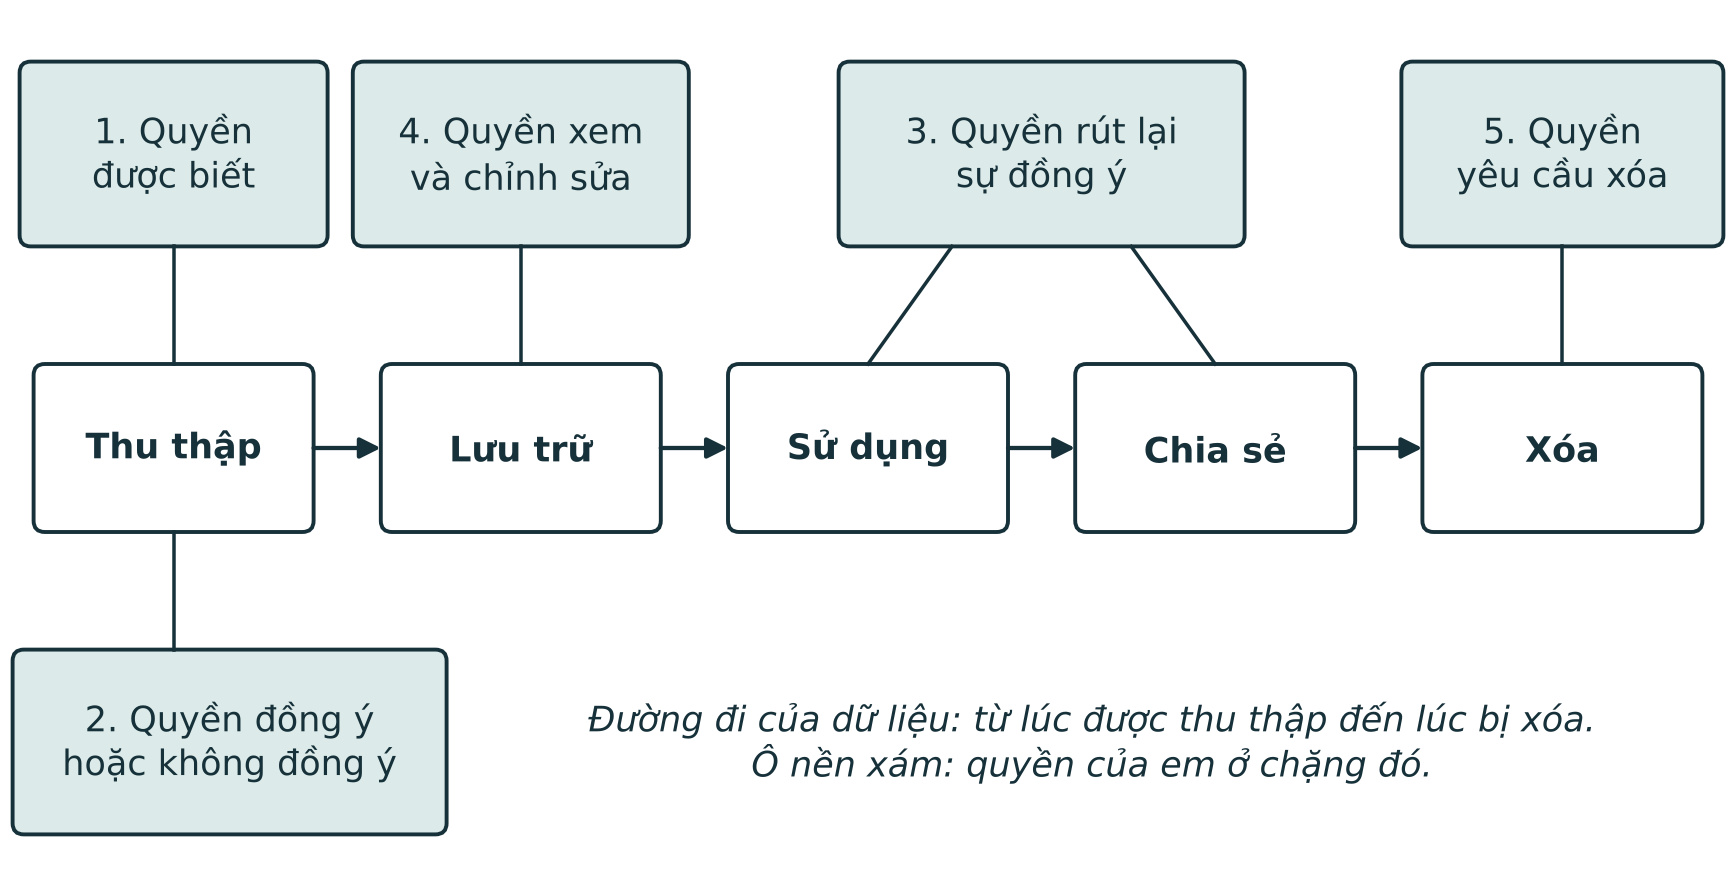 1. Quyền
được biết
4. Quyền xem
và chỉnh sửa
3. Quyền rút lại
sự đồng ý
5. Quyền
yêu cầu xóa
Thu thập
Lưu trữ
Sử dụng
Chia sẻ
Xóa
2. Quyền đồng ý
hoặc không đồng ý
Đường đi của dữ liệu: từ lúc được thu thập đến lúc bị xóa.
Ô nền xám: quyền của em ở chặng đó.